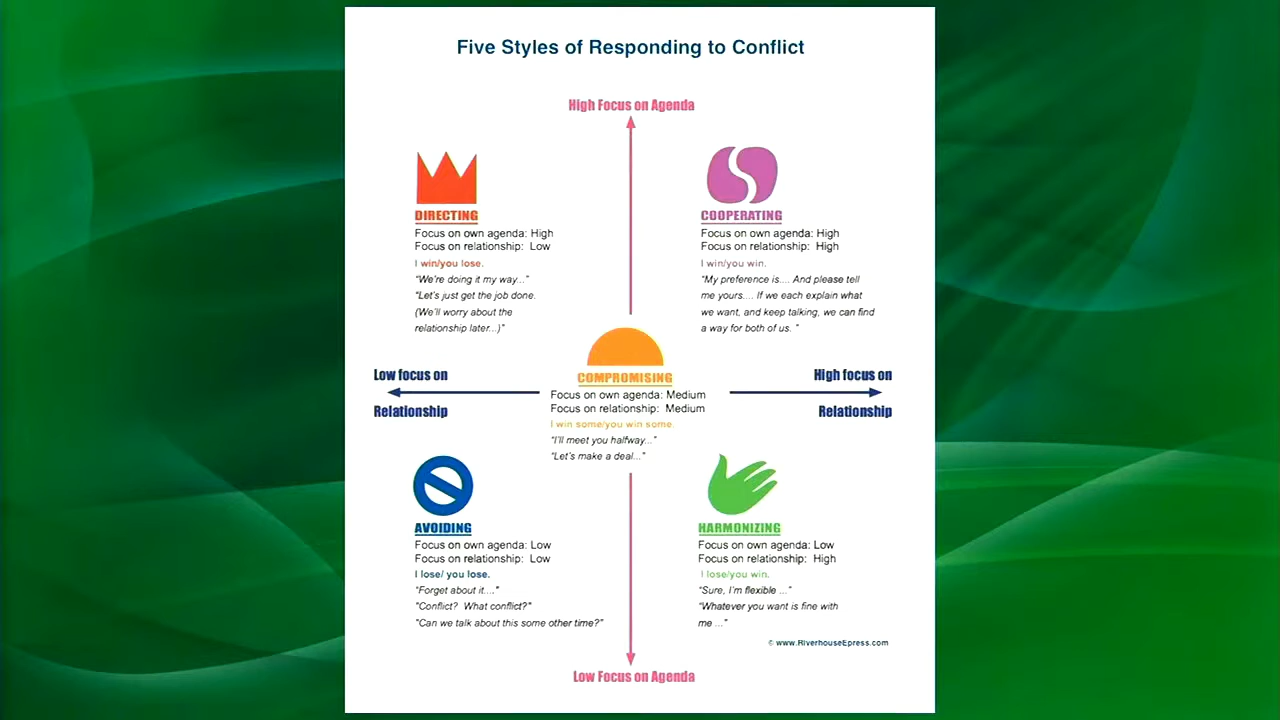 Five Styles of Responding to Conflict
High Focus on Agenda
DIRECTING
Focus on own agenda: High
Focus on relationship:  Low
I win/you lose.
“We’re doing it my way...”
“Let’s just get the job done.
(We’ll worry about the
relationship later...)”
COOPERATING
Focus on own agenda: High
Focus on relationship:  High
I win/you win.
“My preference is.... And please tell
me yours.... If we each explain what
we want, and keep talking, we can find
a way for both of us. ”
Low focus on
Relationship
COMPROMISING
Focus on own agenda: Medium
Focus on relationship:  Medium
I win some/you win some.
“I’ll meet you halfway...”
“Let’s make a deal...”
High focus on
Relationship
AVOIDING
Focus on own agenda: Low
Focus on relationship:  Low
I lose/ you lose.
“Forget about it....”
“Conflict?  What conflict?”
“Can we talk about this some other time?”
HARMONIZING
Focus on own agenda: Low
Focus on relationship:  High
I lose/you win.
“Sure, I’m flexible ...”
“Whatever you want is fine with
me ...”
© www.RiverhouseEpress.com
Low Focus on Agenda